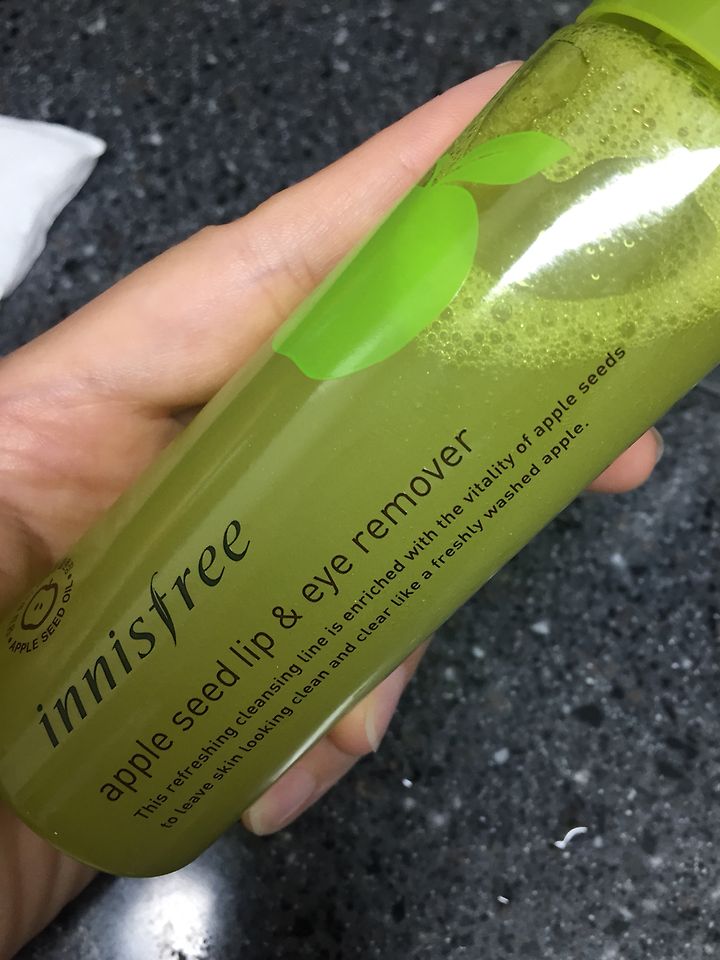 innisfree
apple seed lip & eye remover
This refreshing cleansing line is enriched with the vitality of apple seeds
to leave skin looking clean and clear like a freshly washed apple.
APPLE SEED OIL